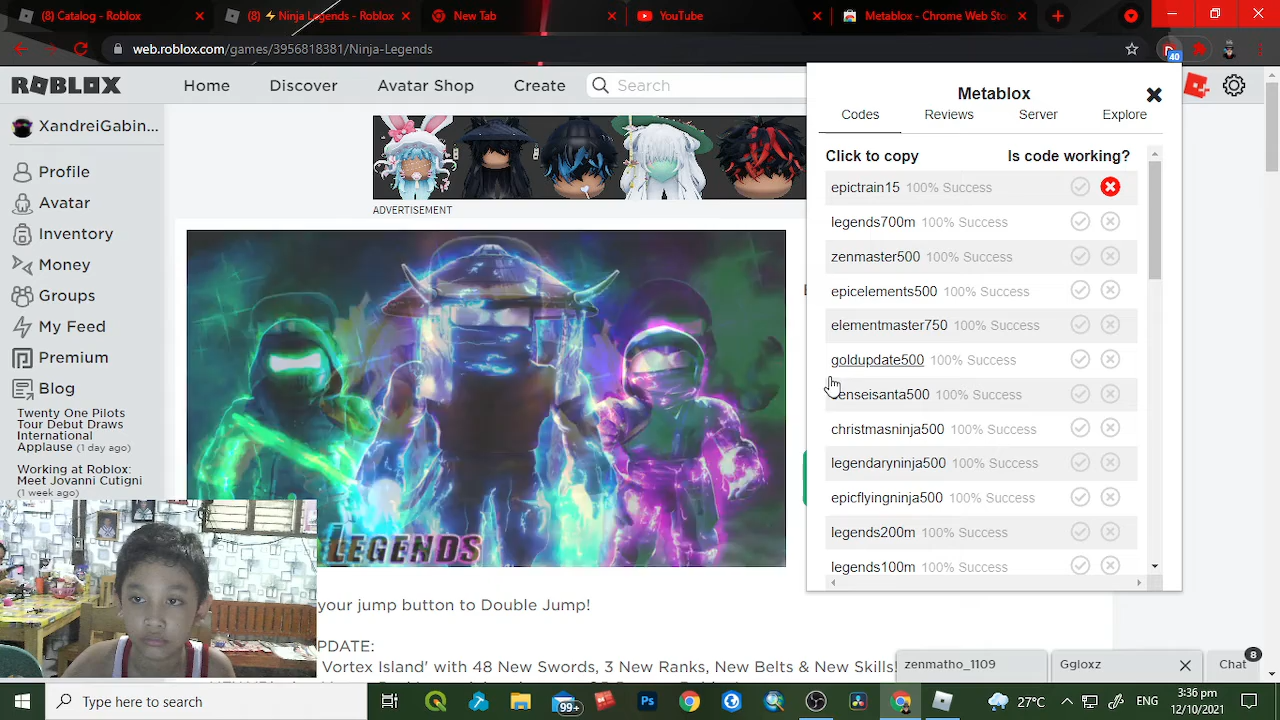 (8) Catalog - Roblox
(8) ⚡ Ninja Legends - Roblox
New Tab
YouTube
Metablox - Chrome Web Sto
web.roblox.com/games/3956818381/Ninja-Legends
40
ROBLOX
Home
Discover
Avatar Shop
Create
Search
XandreiGabin...
Profile
Avatar
Inventory
Money
Groups
My Feed
Premium
Blog
Twenty One Pilots
Tour Debut Draws
International
Applause (1 day ago)
Working at Roblox:
Meet Jovanni Cutigni
(1 week ago)
ADVERTISEMENT
LEGENDS
your jump button to Double Jump!
PDATE:
Vortex Island' with 48 New Swords, 3 New Ranks, New Belts & New Skills!
Metablox
Codes
Reviews
Server
Explore
Click to copy
Is code working?
epictrain15 100% Success
legends700m 100% Success
zenmaster500 100% Success
epicelements500 100% Success
elementmaster750 100% Success
goldupdate500 100% Success
enseisanta500 100% Success
christmasninja500 100% Success
legendaryninja500 100% Success
epicflyingninja500 100% Success
legends200m 100% Success
legends100m 100% Success
zenmatho_1109
Ggloxz
Chat
8
Type here to search
99+
Ps
27°C
ENG
3:36 pm
10/10/2021